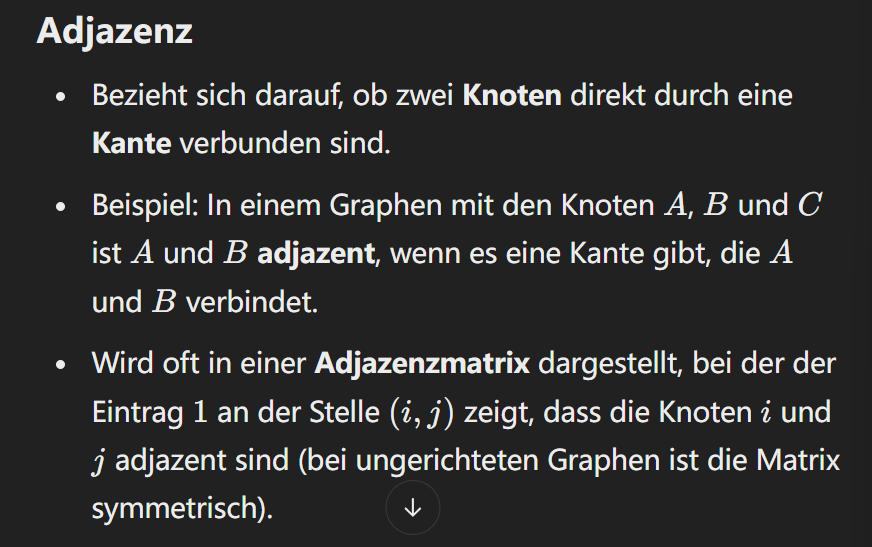 Adjazenz
• Bezieht sich darauf, ob zwei Knoten direkt durch eine
Kante verbunden sind.
• Beispiel: In einem Graphen mit den Knoten A, B und C
ist A und B adjazent, wenn es eine Kante gibt, die A
und B verbindet.
• Wird oft in einer Adjazenzmatrix dargestellt, bei der der
Eintrag 1 an der Stelle (i, j) zeigt, dass die Knoten i und
j adjazent sind (bei ungerichteten Graphen ist die Matrix
symmetrisch).